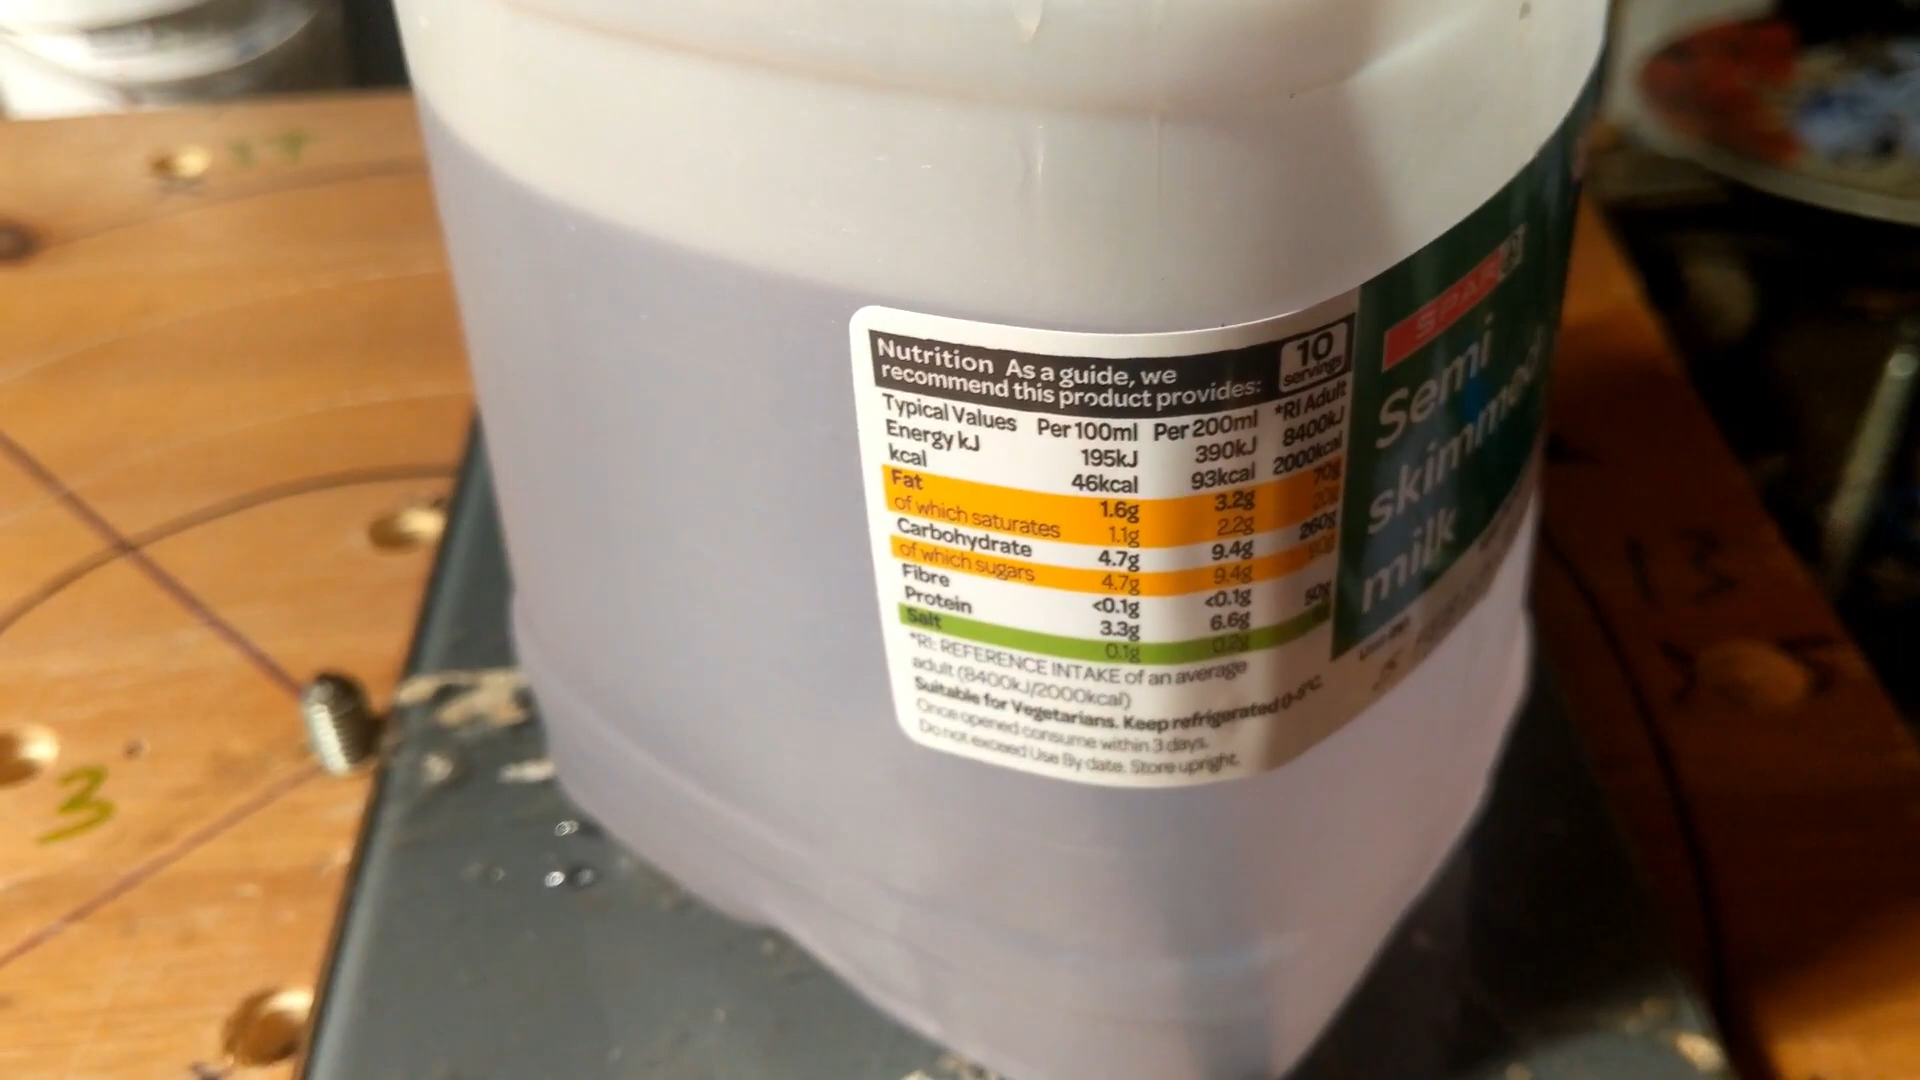 17
Nutrition As a guide, we
recommend this product provides:
10
servings
Typical Values Per 100ml Per 200ml *RI Adult
Energy kJ 195kJ 390kJ 8400kJ
kcal 46kcal 93kcal 2000kcal
Fat 1.6g 3.2g 70g
of which saturates 1.1g 2.2g 20g
Carbohydrate 4.7g 9.4g 260g
of which sugars 4.7g 9.4g 90g
Fibre <0.1g <0.1g
Protein 3.3g 6.6g 50g
Salt 0.1g 0.2g
*RI: REFERENCE INTAKE of an average
adult (8400kJ/2000kcal)
Suitable for Vegetarians. Keep refrigerated
Once opened consume within 3 days.
Do not exceed Use By date. Store upright.
SPAR
Semi
skimmed
milk
3
13